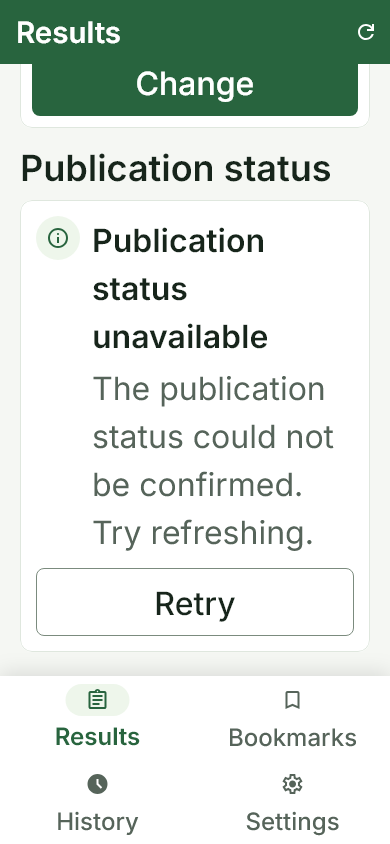 Results
Change
Publication status
Publication
status
unavailable
The publication
status could not
be confirmed.
Try refreshing.
Retry
Results
Bookmarks
History
Settings